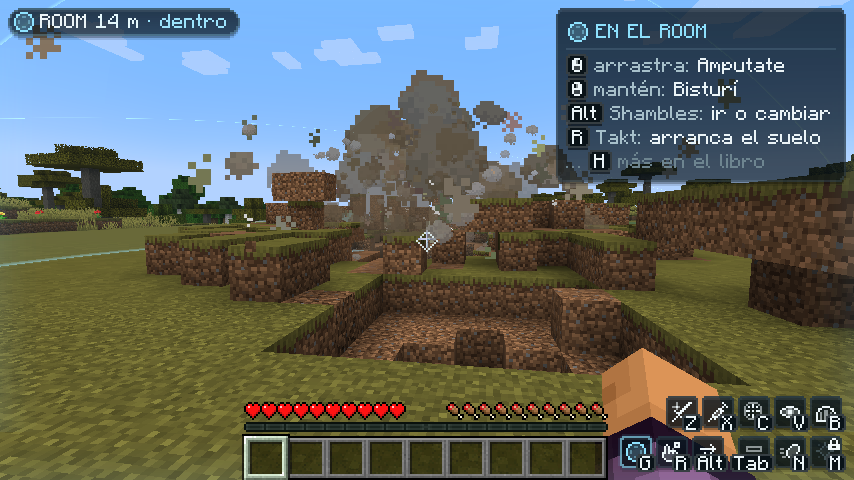 ROOM 14 m · dentro
EN EL ROOM
arrastra: Amputate
mantén: Bisturí
Alt Shambles: ir o cambiar
R Takt: arranca el suelo
H más en el libro
Z X C V B
G R Alt Tab N M